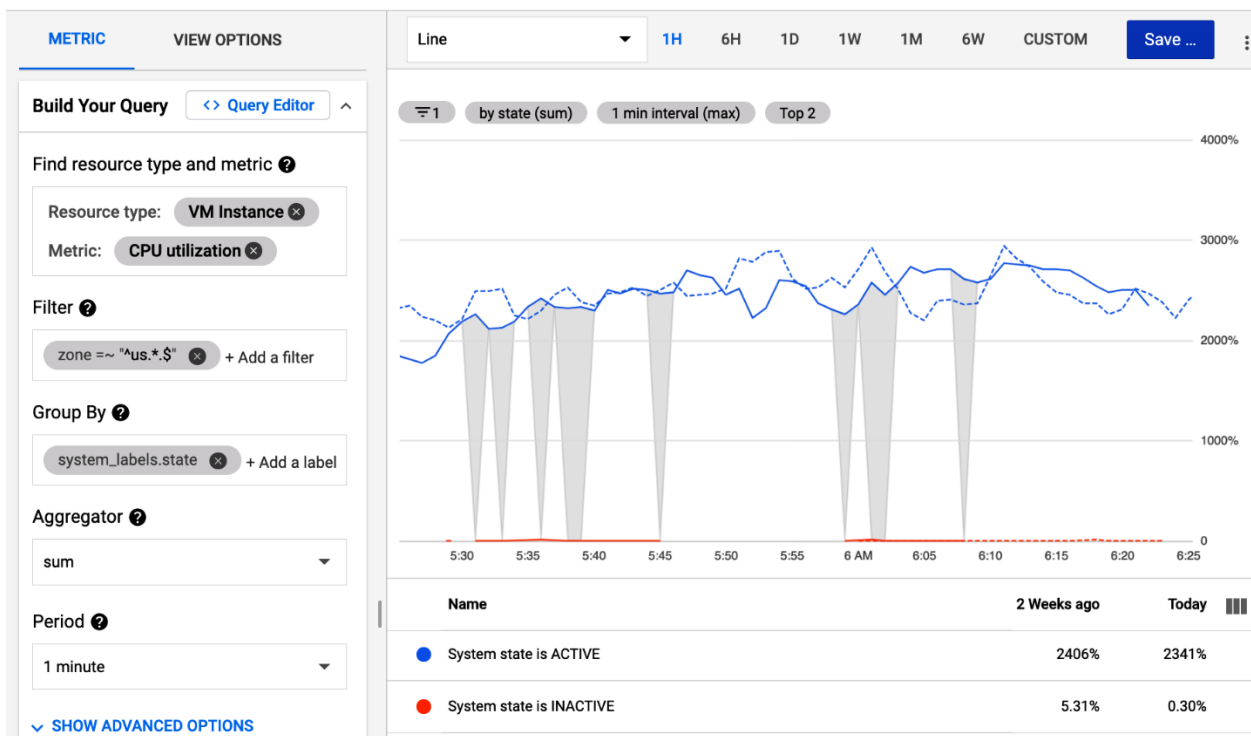 METRIC
VIEW OPTIONS
Build Your Query
<> Query Editor
Find resource type and metric ?
Resource type: VM Instance
Metric: CPU utilization
Filter ?
zone =~ "^us.*.$" + Add a filter
Group By ?
system_labels.state + Add a label
Aggregator ?
sum
Period ?
1 minute
SHOW ADVANCED OPTIONS
Line
1H 6H 1D 1W 1M 6W CUSTOM
Save ...
1 by state (sum) 1 min interval (max) Top 2
4000%
3000%
2000%
1000%
0
5:30 5:35 5:40 5:45 5:50 5:55 6 AM 6:05 6:10 6:15 6:20 6:25
Name 2 Weeks ago Today
System state is ACTIVE 2406% 2341%
System state is INACTIVE 5.31% 0.30%